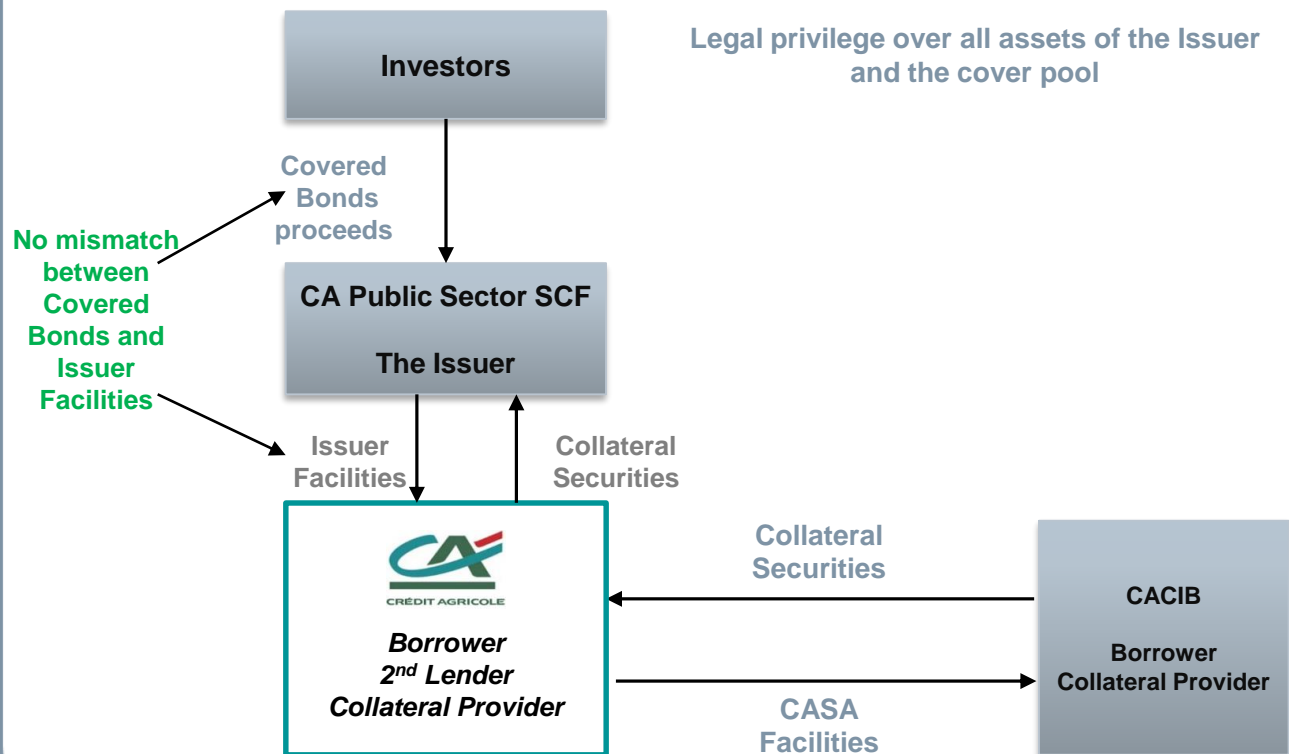 Investors
Legal privilege over all assets of the Issuer
and the cover pool
Covered
Bonds
proceeds
No mismatch
between
Covered
Bonds and
Issuer
Facilities
CA Public Sector SCF
The Issuer
Issuer
Facilities
Collateral
Securities
CA
CRÉDIT AGRICOLE
Borrower
2nd Lender
Collateral Provider
Collateral
Securities
CASA
Facilities
CACIB
Borrower
Collateral Provider